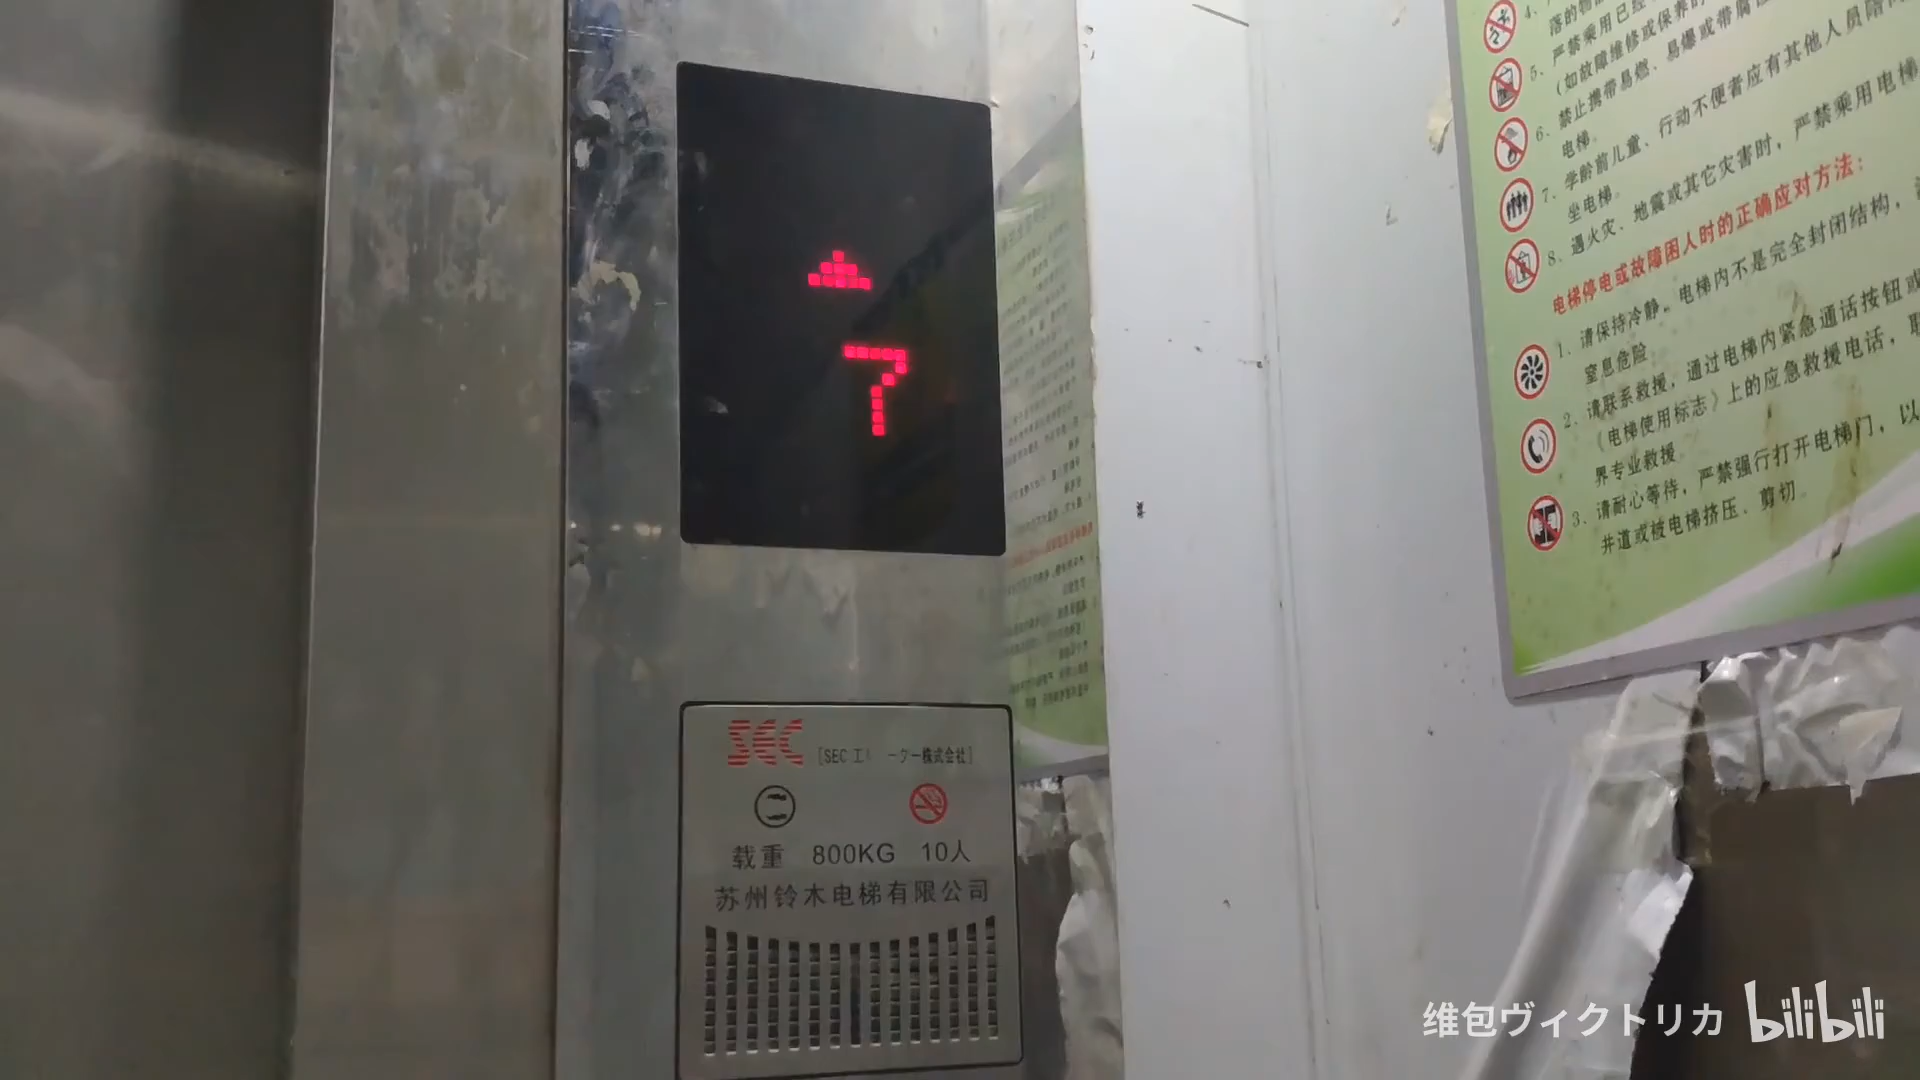 7
SEC
[SEC エ ーター株式会社]
载重 800KG 10人
苏州铃木电梯有限公司
4、
落的物
5、严禁乘用已经
(如故障维修或保养的
6、禁止携带易燃、易爆或带腐
电梯。
7、学龄前儿童、行动不便者应有其他人员陪
坐电梯。
8、遇火灾、地震或其它灾害时，严禁乘用电梯
电梯停电或故障困人时的正确应对方法：
1、请保持冷静。电梯内不是完全封闭结构，
窒息危险
2、请联系救援，通过电梯内紧急通话按钮或
《电梯使用标志》上的应急救援电话，
界专业救援
3、请耐心等待，严禁强行打开电梯门，以
井道或被电梯挤压、剪切
维包ヴィクトリカ bilibili